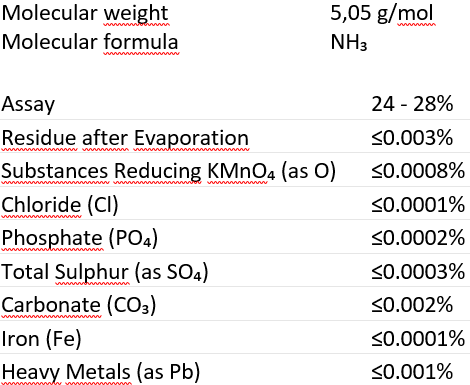 Molecular weight 5,05 g/mol
Molecular formula NH₃
Assay 24 - 28%
Residue after Evaporation ≤0.003%
Substances Reducing KMnO₄ (as O) ≤0.0008%
Chloride (Cl) ≤0.0001%
Phosphate (PO₄) ≤0.0002%
Total Sulphur (as SO₄) ≤0.0003%
Carbonate (CO₃) ≤0.002%
Iron (Fe) ≤0.0001%
Heavy Metals (as Pb) ≤0.001%